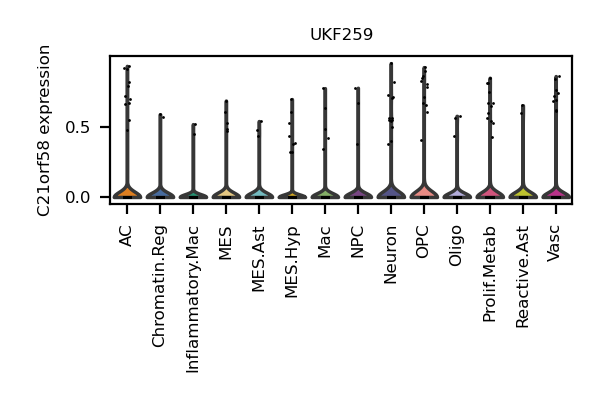 UKF259
C21orf58 expression
0.5
0.0
AC
Chromatin.Reg
Inflammatory.Mac
MES
MES.Ast
MES.Hyp
Mac
NPC
Neuron
OPC
Oligo
Prolif.Metab
Reactive.Ast
Vasc